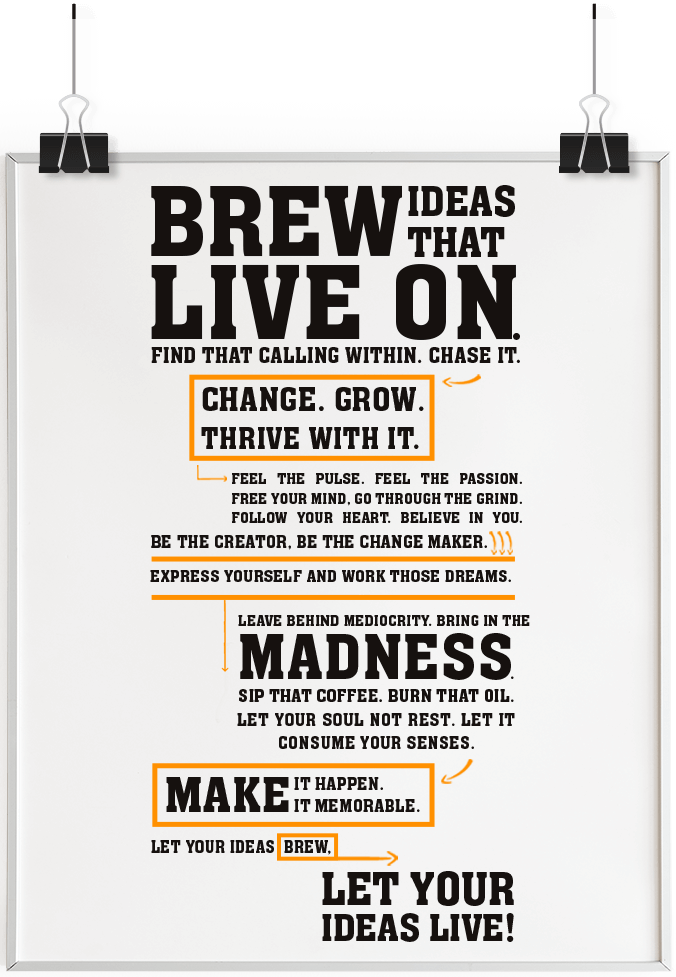 BREW IDEAS
THAT
LIVE ON.
FIND THAT CALLING WITHIN. CHASE IT.
CHANGE. GROW.
THRIVE WITH IT.
FEEL THE PULSE. FEEL THE PASSION.
FREE YOUR MIND, GO THROUGH THE GRIND.
FOLLOW YOUR HEART. BELIEVE IN YOU.
BE THE CREATOR, BE THE CHANGE MAKER.
EXPRESS YOURSELF AND WORK THOSE DREAMS.
LEAVE BEHIND MEDIOCRITY. BRING IN THE
MADNESS.
SIP THAT COFFEE. BURN THAT OIL.
LET YOUR SOUL NOT REST. LET IT
CONSUME YOUR SENSES.
MAKE IT HAPPEN.
IT MEMORABLE.
LET YOUR IDEAS BREW,
LET YOUR
IDEAS LIVE!